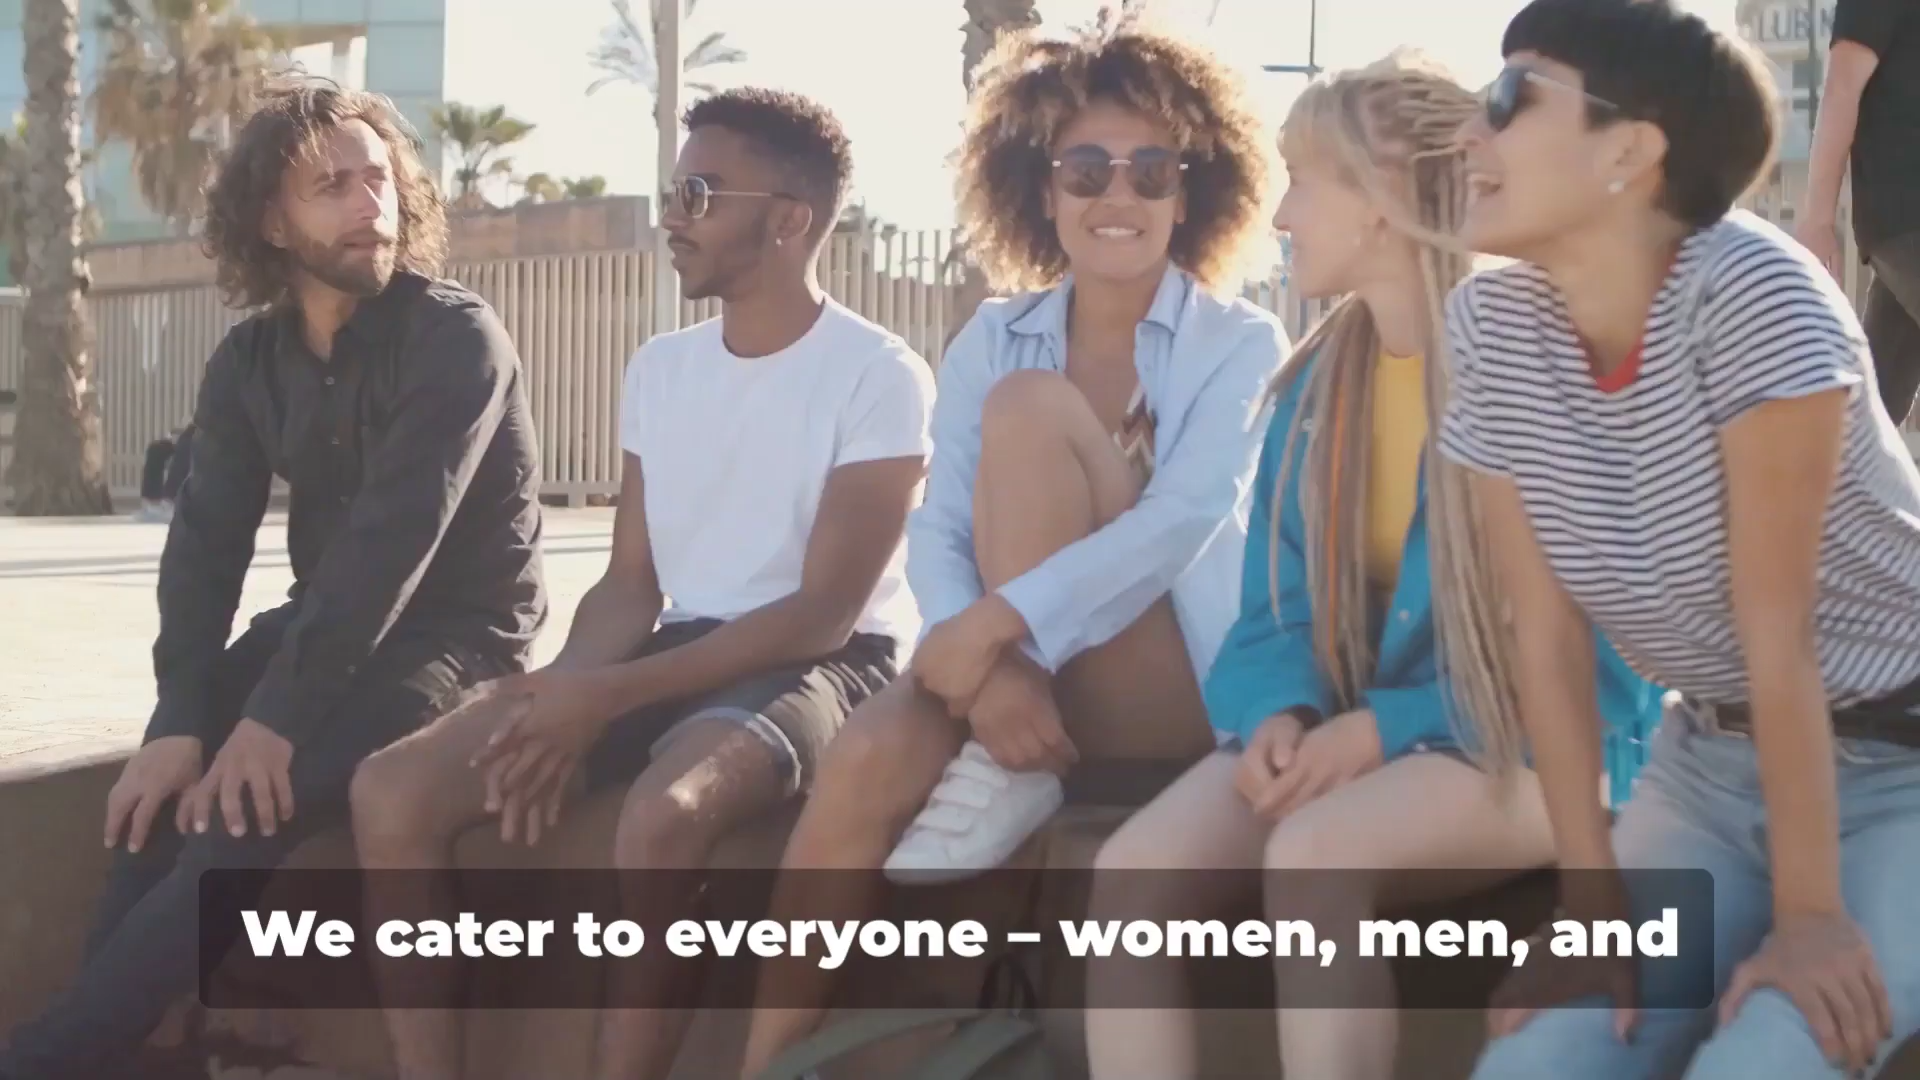 We cater to everyone – women, men, and